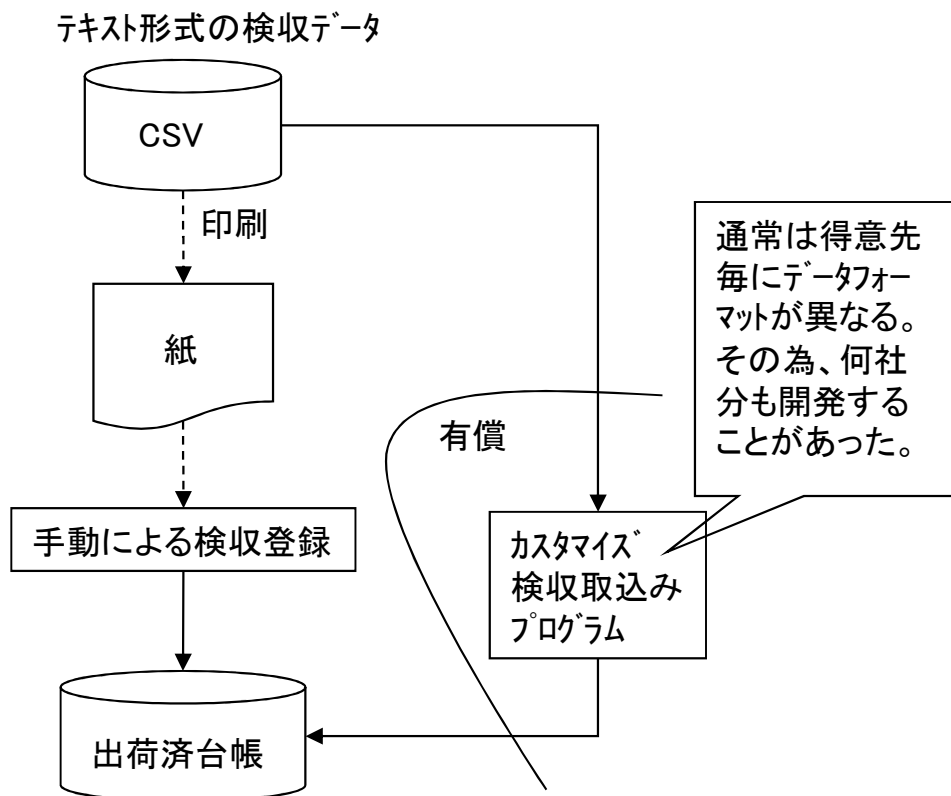 ﾃｷｽﾄ形式の検収ﾃﾞｰﾀ
CSV
印刷
紙
通常は得意先
毎にﾃﾞｰﾀﾌｫｰ
ﾏｯﾄが異なる。
その為、何社
分も開発する
ことがあった。
有償
手動による検収登録
ｶｽﾀﾏｲｽﾞ
検収取込み
ﾌﾟﾛｸﾞﾗﾑ
出荷済台帳